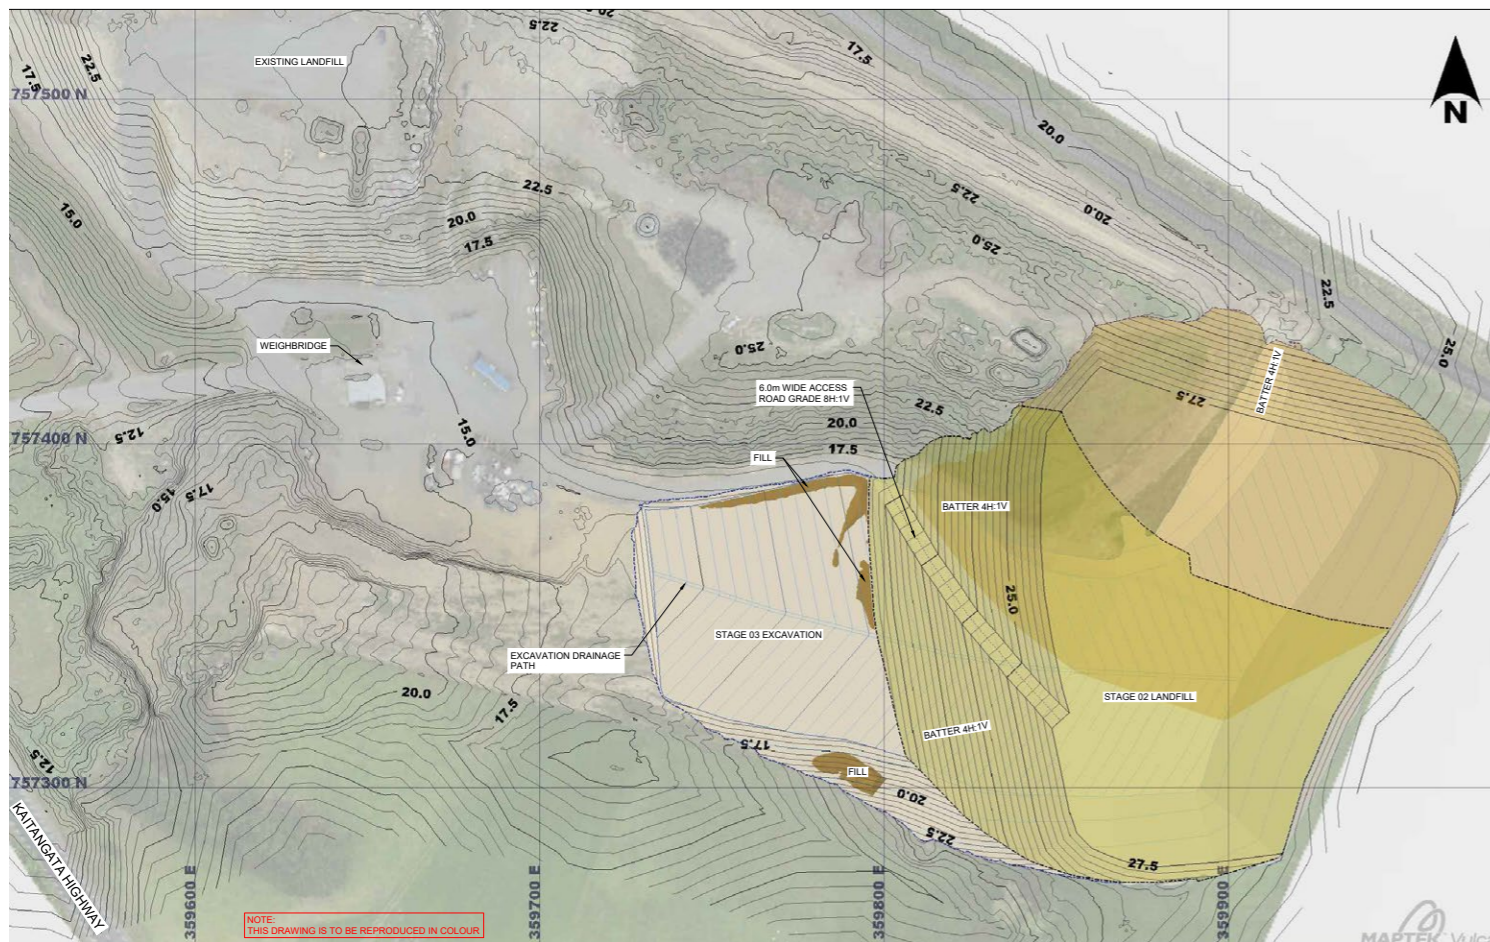 22.5
20.0
17.5
22.5
17.5
EXISTING LANDFILL
757500 N
N
20.0
22.5
22.5
20.0
15.0
20.0
17.5
25.0
22.5
25.0
WEIGHBRIDGE
25.0
BATTER 4H:1V
6.0m WIDE ACCESS
ROAD GRADE 8H:1V
27.5
22.5
20.0
15.0
12.5
757400 N
17.5
FILL
17.5
15.0
BATTER 4H:1V
25.0
STAGE 03 EXCAVATION
EXCAVATION DRAINAGE
PATH
20.0
17.5
STAGE 02 LANDFILL
BATTER 4H:1V
17.5
12.5
FILL
757300 N
20.0
22.5
27.5
KAITANGATA HIGHWAY
359600 E
359700 E
359800 E
359900 E
NOTE:
THIS DRAWING IS TO BE REPRODUCED IN COLOUR
MAPTEK